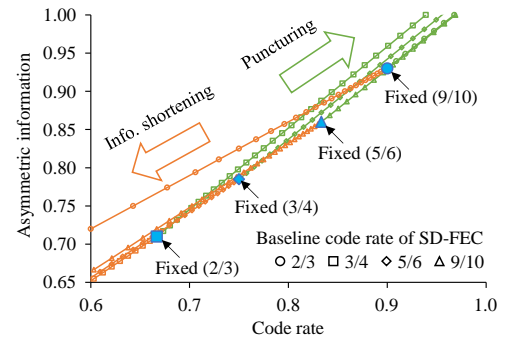 1.00
0.95
0.90
0.85
0.80
0.75
0.70
0.65
Asymmetric information
Puncturing
Info. shortening
Fixed (9/10)
Fixed (5/6)
Fixed (3/4)
Fixed (2/3)
Baseline code rate of SD-FEC
2/3 3/4 5/6 9/10
0.6 0.7 0.8 0.9 1.0
Code rate